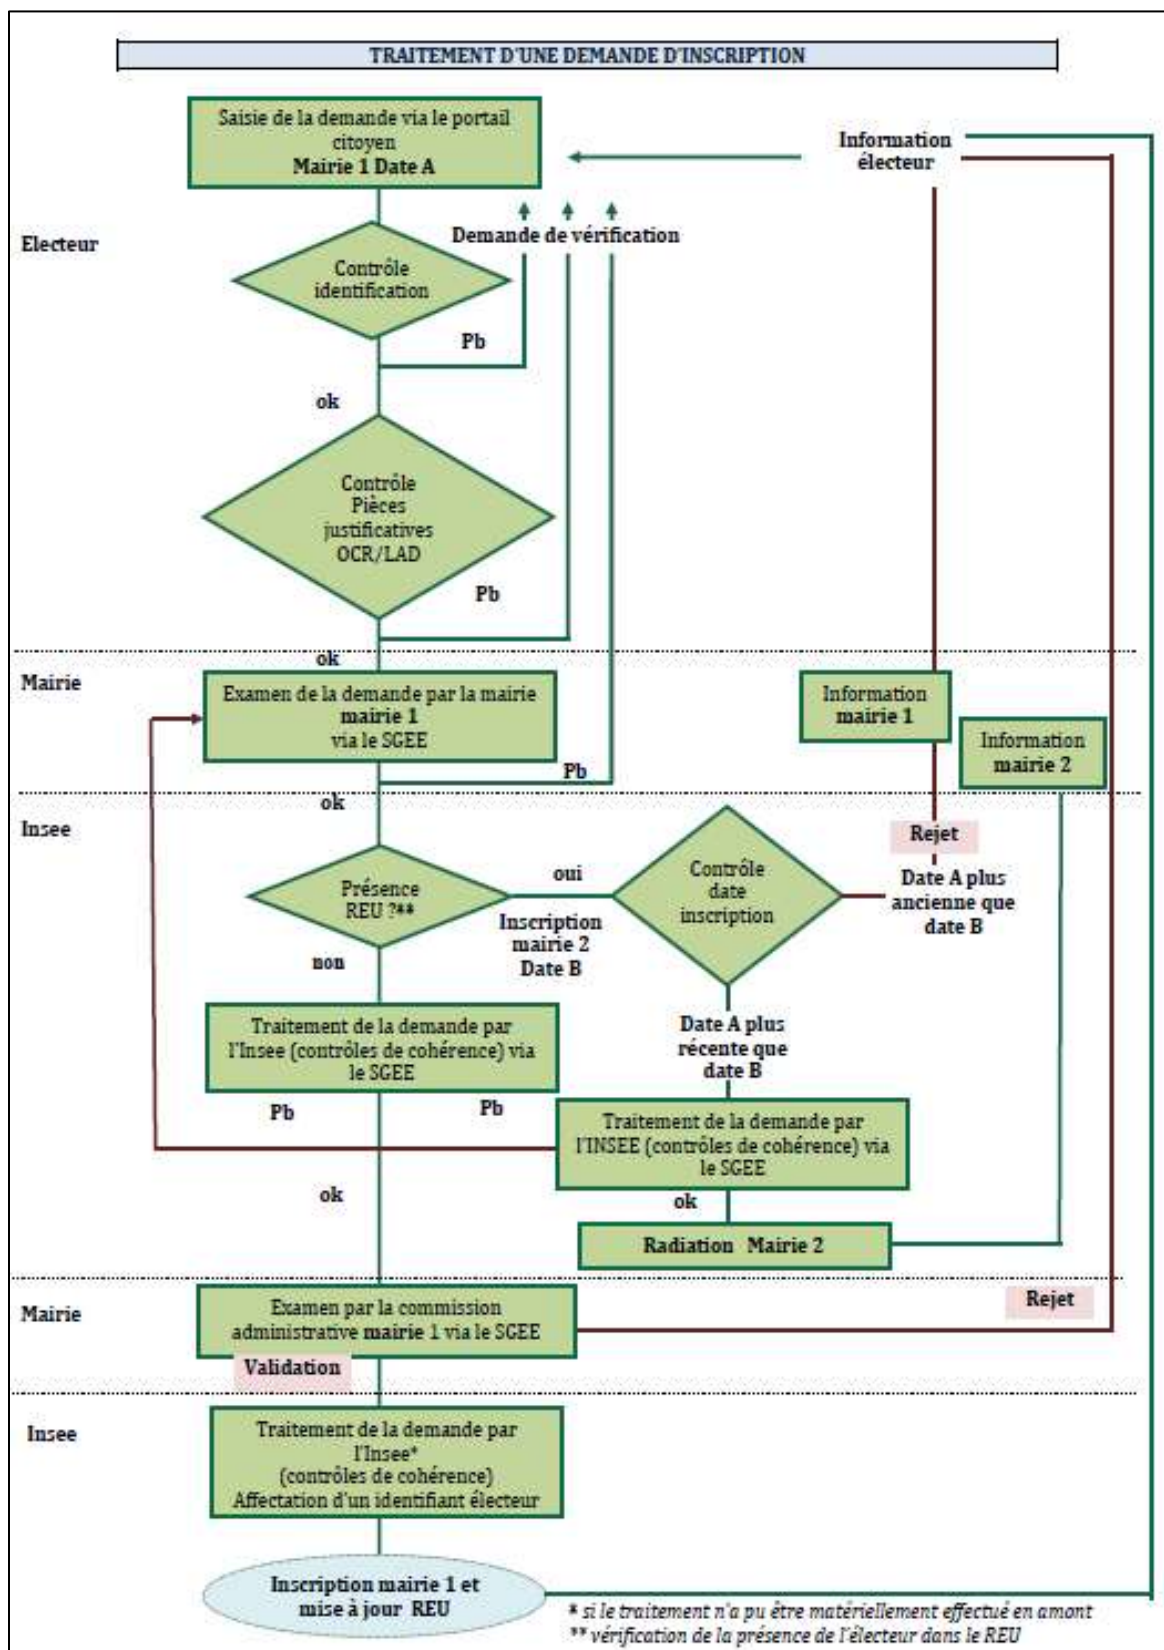 TRAITEMENT D'UNE DEMANDE D'INSCRIPTION
Saisie de la demande via le portail
citoyen
Mairie 1 Date A
Information
électeur
Electeur
Demande de vérification
Contrôle
identification
Pb
ok
Contrôle
Pièces
justificatives
OCR/LAD
Pb
ok
Mairie
Examen de la demande par la mairie
mairie 1
via le SGEE
Information
mairie 1
Information
mairie 2
Pb
ok
Insee
Rejet
Présence
REU ?**
oui
Inscription
mairie 2
Date B
Contrôle
date
inscription
Date A plus
ancienne que
date B
non
Traitement de la demande par
l'Insee (contrôles de cohérence) via
le SGEE
Date A plus
récente que
date B
Pb
Pb
Traitement de la demande par
l'INSEE (contrôles de cohérence) via
le SGEE
ok
ok
Radiation Mairie 2
Mairie
Examen par la commission
administrative mairie 1 via le SGEE
Rejet
Validation
Insee
Traitement de la demande par
l'Insee*
(contrôles de cohérence)
Affectation d'un identifiant électeur
Inscription mairie 1 et
mise à jour REU
* si le traitement n'a pu être matériellement effectué en amont
** vérification de la présence de l'électeur dans le REU